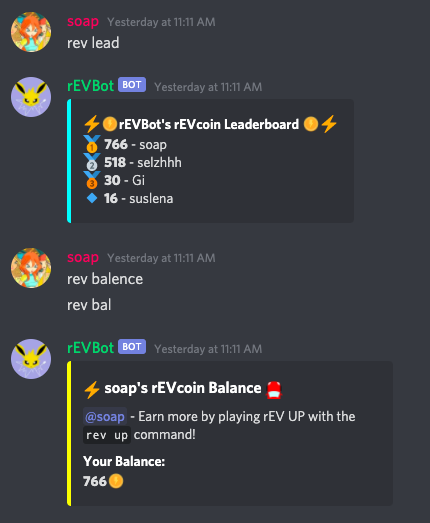 soap Yesterday at 11:11 AM
rev lead
rEVBot BOT Yesterday at 11:11 AM
rEVBot's rEVcoin Leaderboard
766 - soap
518 - selzhhh
30 - Gi
16 - suslena
soap Yesterday at 11:11 AM
rev balence
rev bal
rEVBot BOT Yesterday at 11:11 AM
soap's rEVcoin Balance
@soap - Earn more by playing rEV UP with the
rev up command!
Your Balance:
766